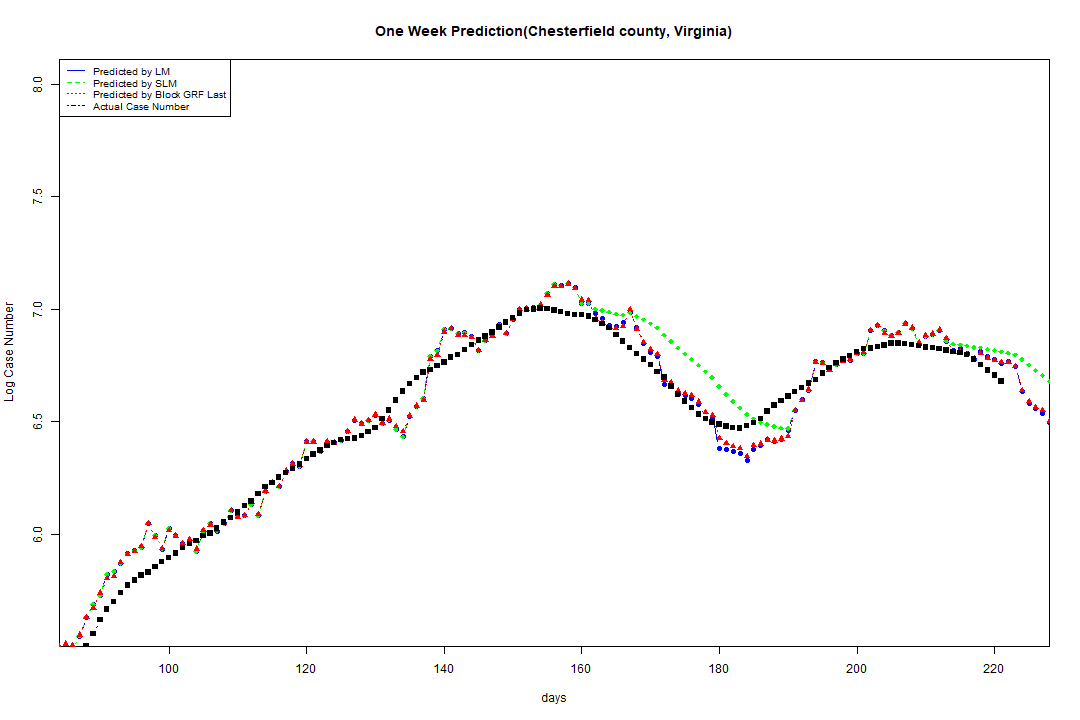 One Week Prediction(Chesterfield county, Virginia)
Predicted by LM
Predicted by SLM
Predicted by Block GRF Last
Actual Case Number
8.0
7.5
7.0
6.5
6.0
Log Case Number
100 120 140 160 180 200 220
days